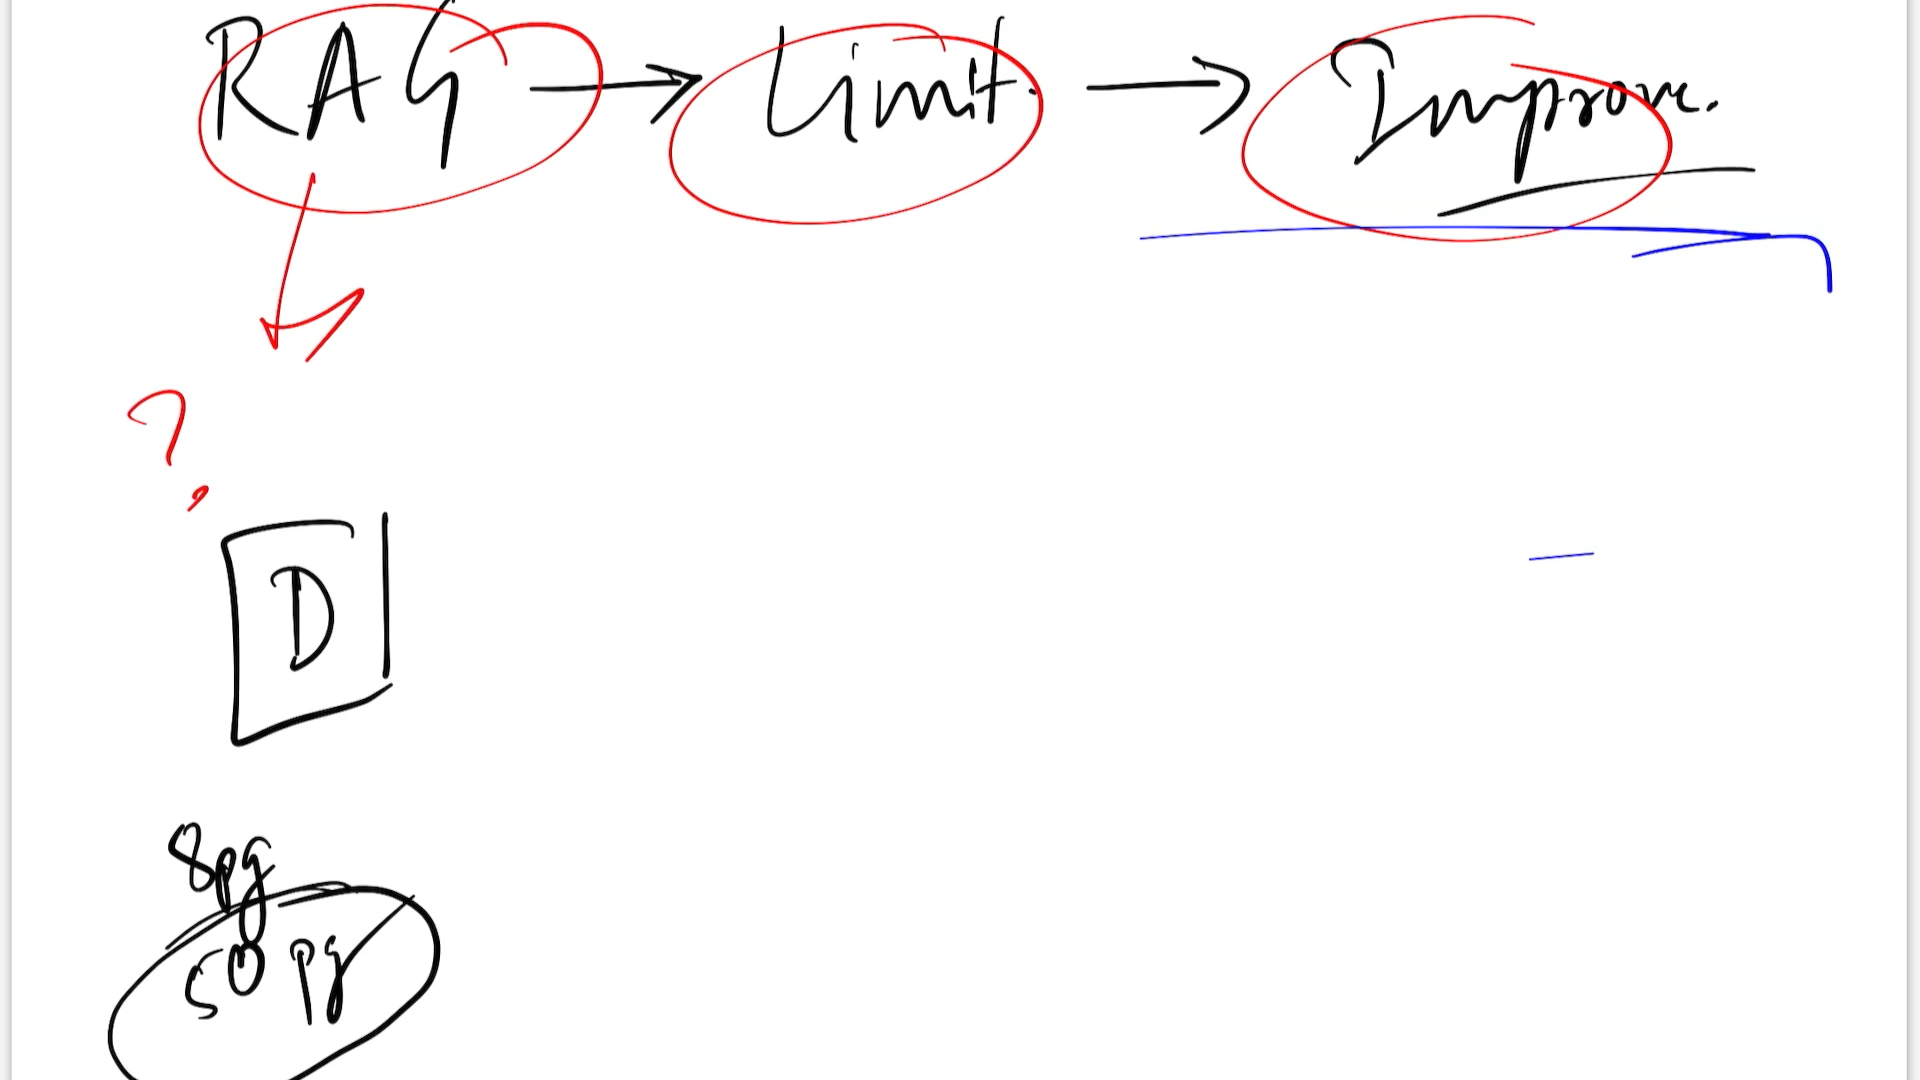 RAG → Limit. → Improve.
?
D
8pg
50 pg